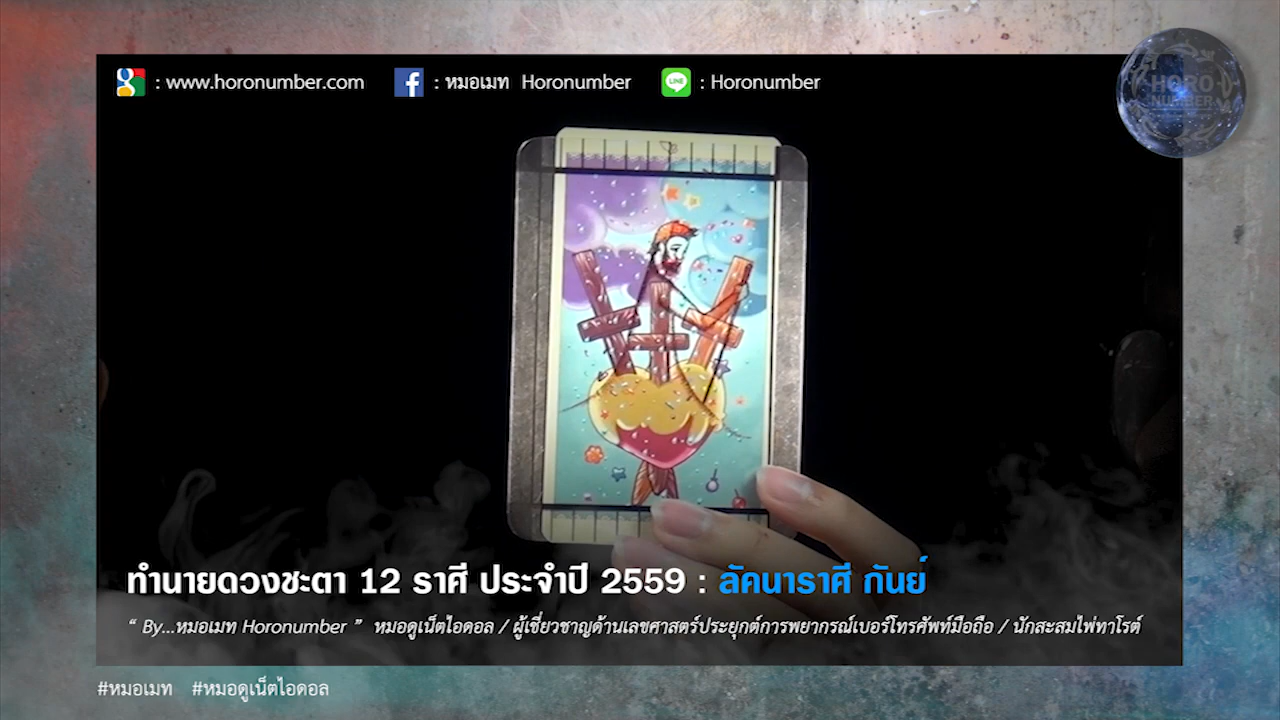 : www.horonumber.com
: หมอเมท Horonumber
LINE : Horonumber
HORO
NUMBER
ทำนายดวงชะตา 12 ราศี ประจำปี 2559 : ลัคนาราศี กันย์
“ By...หมอเมท Horonumber ” หมอดูเน็ตไอดอล / ผู้เชี่ยวชาญด้านเลขศาสตร์ประยุกต์การพยากรณ์เบอร์โทรศัพท์มือถือ / นักสะสมไพ่ทาโรต์
#หมอเมท #หมอดูเน็ตไอดอล